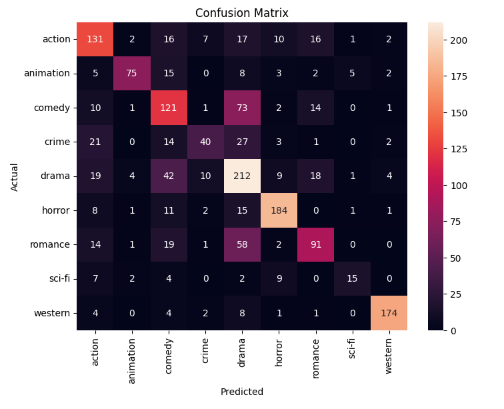 Confusion Matrix
action 131 2 16 7 17 10 16 1 2
animation 5 75 15 0 8 3 2 5 2
comedy 10 1 121 1 73 2 14 0 1
crime 21 0 14 40 27 3 1 0 2
drama 19 4 42 10 212 9 18 1 4
horror 8 1 11 2 15 184 0 1 1
romance 14 1 19 1 58 2 91 0 0
sci-fi 7 2 4 0 2 9 0 15 0
western 4 0 4 2 8 1 1 0 174
Actual
action animation comedy crime drama horror romance sci-fi western
Predicted
200
175
150
125
100
75
50
25
0